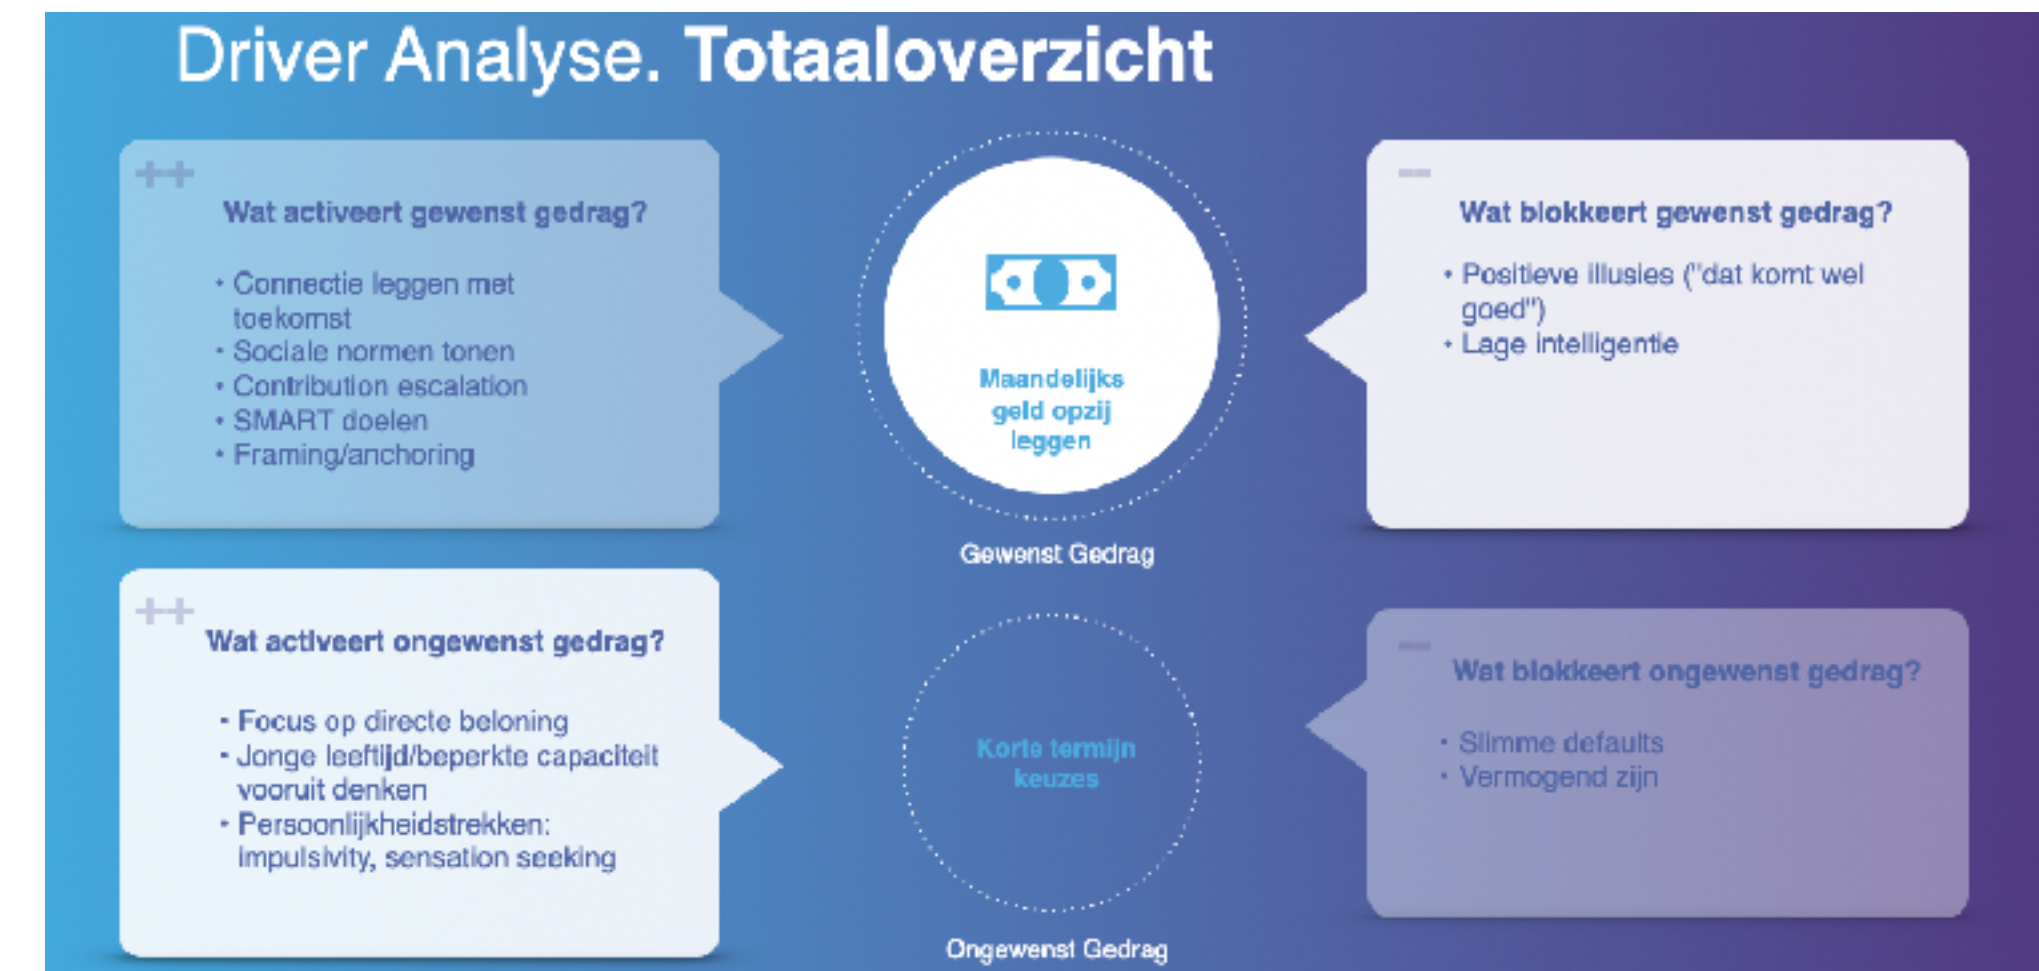 Driver Analyse. Totaaloverzicht
++
Wat activeert gewenst gedrag?
• Connectie leggen met
toekomst
• Sociale normen tonen
• Contribution escalation
• SMART doelen
• Framing/anchoring
Maandelijks
geld opzij
leggen
Gewenst Gedrag
--
Wat blokkeert gewenst gedrag?
• Positieve illusies ("dat komt wel
goed")
• Lage intelligentie
++
Wat activeert ongewenst gedrag?
• Focus op directe beloning
• Jonge leeftijd/beperkte capaciteit
vooruit denken
• Persoonlijkheidstrekken:
impulsivity, sensation seeking
Korte termijn
keuzes
Ongewenst Gedrag
--
Wat blokkeert ongewenst gedrag?
• Slimme defaults
• Vermogend zijn